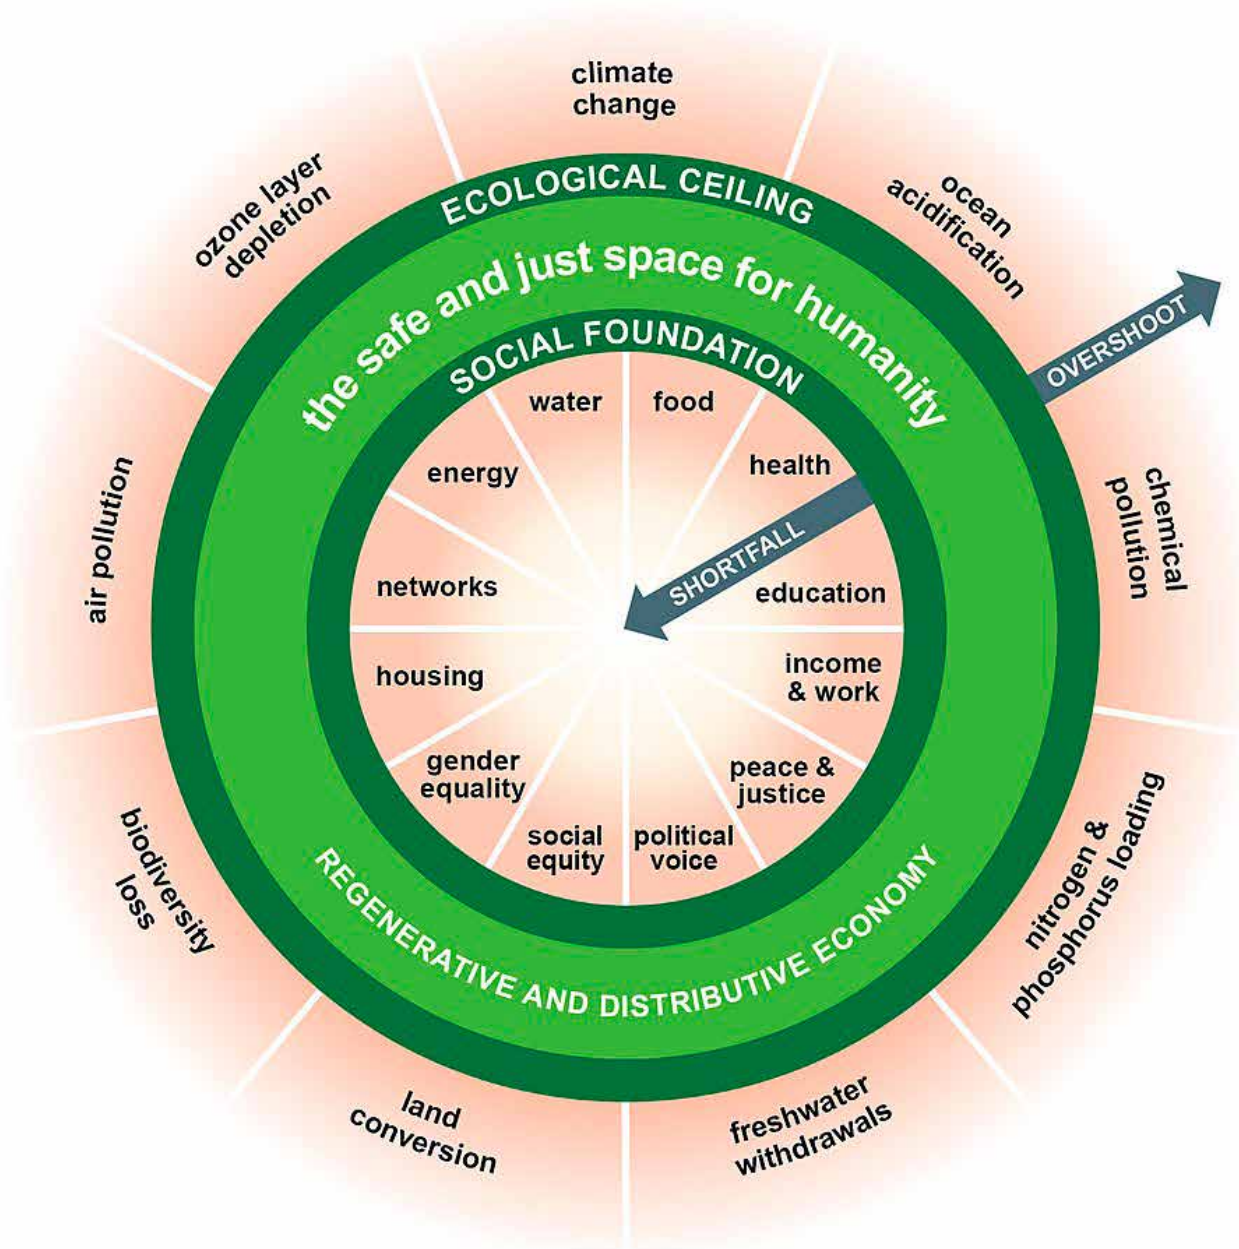 climate
change
ocean
acidification
OVERSHOOT
chemical
pollution
nitrogen &
phosphorus loading
freshwater
withdrawals
land
conversion
biodiversity
loss
air pollution
ozone layer
depletion
ECOLOGICAL CEILING
the safe and just space for humanity
SOCIAL FOUNDATION
water
food
health
SHORTFALL
education
income
& work
peace &
justice
political
voice
social
equity
gender
equality
housing
networks
energy
REGENERATIVE AND DISTRIBUTIVE ECONOMY